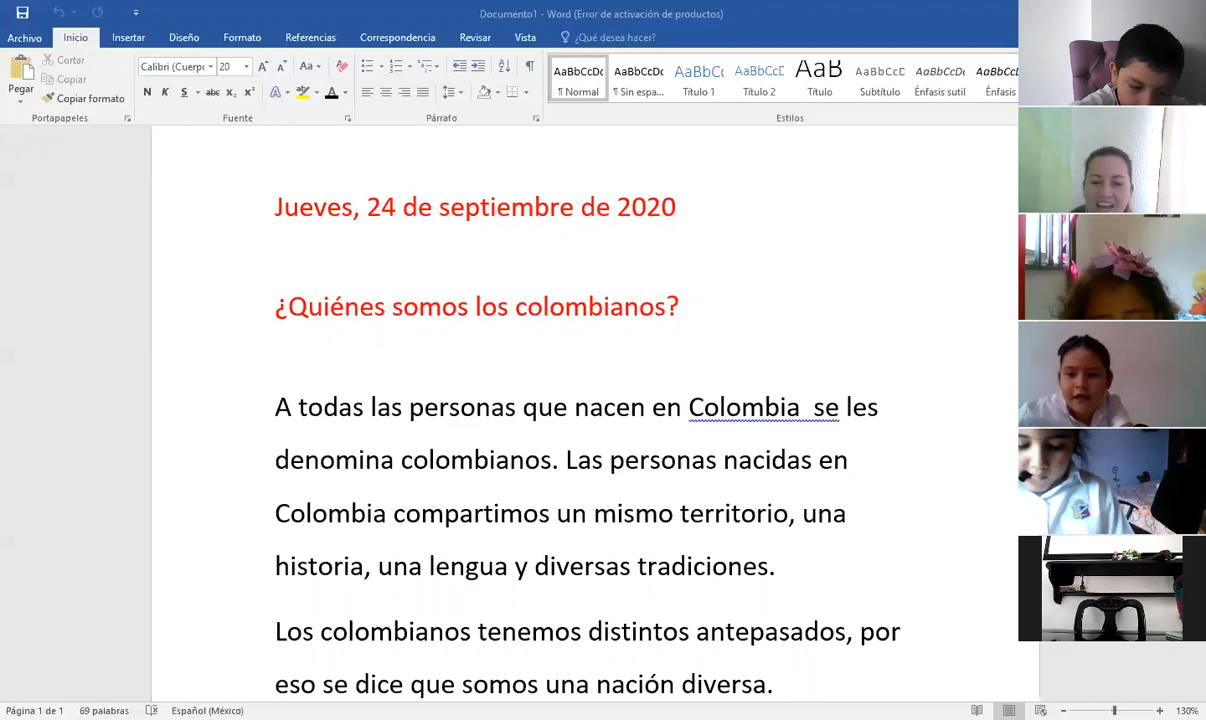 Documento1 - Word (Error de activación de productos)
Archivo Inicio Insertar Diseño Formato Referencias Correspondencia Revisar Vista ¿Qué desea hacer?
Pegar
Cortar
Copiar
Copiar formato
Calibri (Cuerpo 20
Aa
N K S abc x₂ x² A A
AaBbCcDc AaBbCcDc AaBbCc AaBbCcD AaB AaBbCcD AaBbCcDc AaBbCcDc
¶ Normal ¶ Sin espa... Título 1 Título 2 Título Subtítulo Énfasis sutil Énfasis
Portapapeles Fuente Párrafo Estilos
Jueves, 24 de septiembre de 2020
¿Quiénes somos los colombianos?
A todas las personas que nacen en Colombia  se les
denomina colombianos. Las personas nacidas en
Colombia compartimos un mismo territorio, una
historia, una lengua y diversas tradiciones.
Los colombianos tenemos distintos antepasados, por
eso se dice que somos una nación diversa.
Página 1 de 1 69 palabras Español (México) 130%